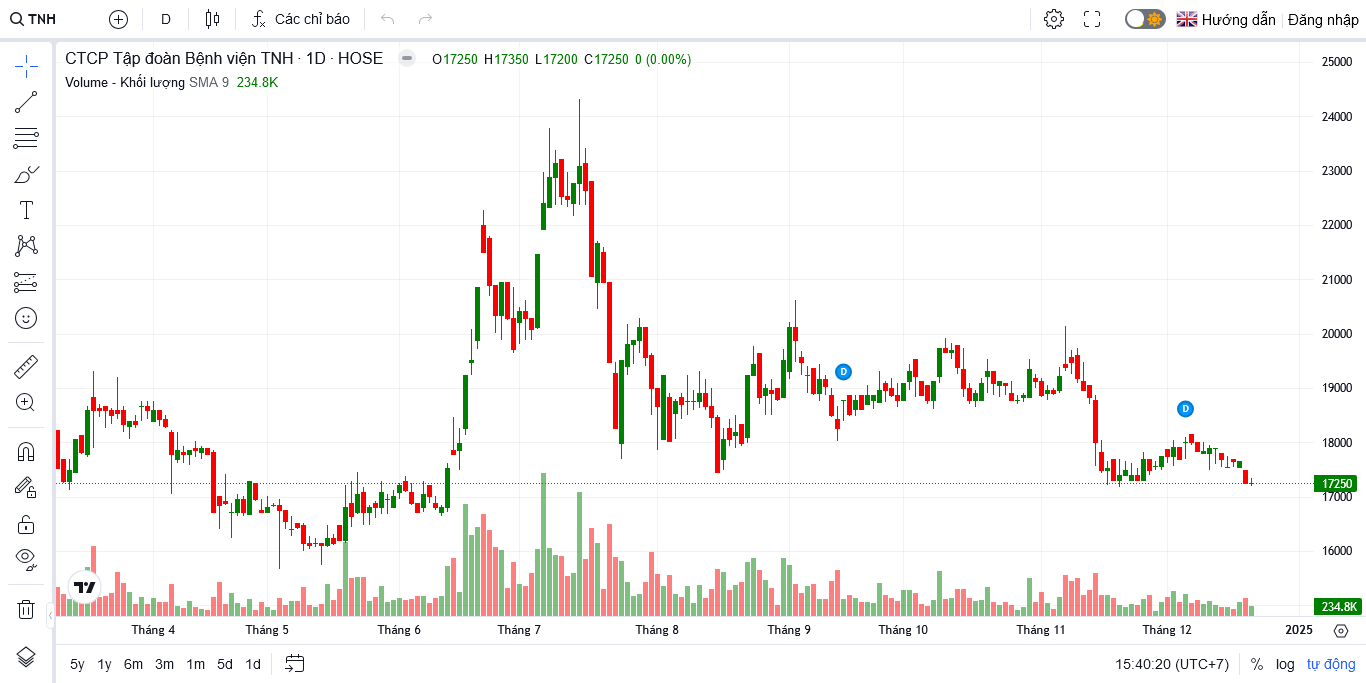 TNH D Các chỉ báo Hướng dẫn Đăng nhập
CTCP Tập đoàn Bệnh viện TNH · 1D · HOSE O17250 H17350 L17200 C17250 0 (0.00%)
Volume - Khối lượng SMA 9 234.8K
25000
24000
23000
22000
21000
20000
19000
18000
17250
17000
16000
234.8K
D
D
Tháng 4 Tháng 5 Tháng 6 Tháng 7 Tháng 8 Tháng 9 Tháng 10 Tháng 11 Tháng 12 2025
5y 1y 6m 3m 1m 5d 1d 15:40:20 (UTC+7) % log tự động